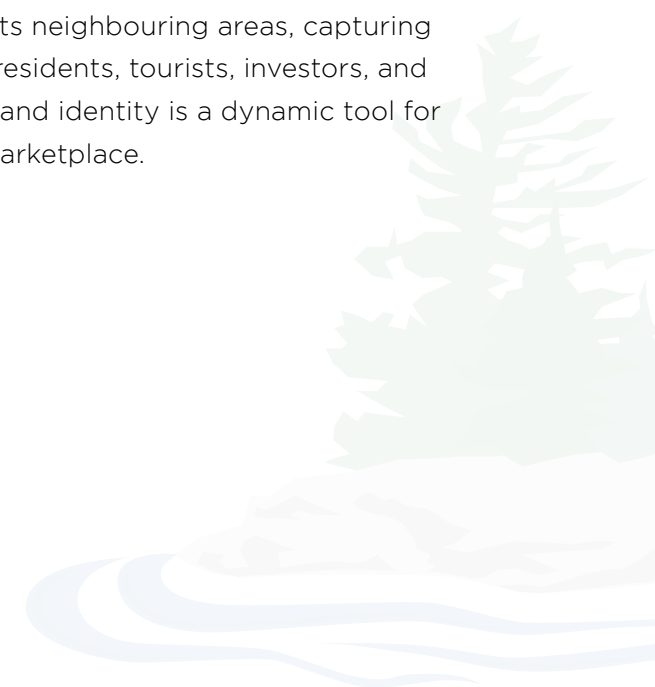 ts neighbouring areas, capturing
residents, tourists, investors, and
and identity is a dynamic tool for
arketplace.